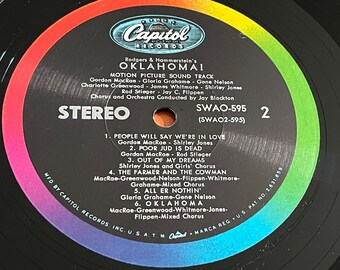 Capitol
RECORDS
Rodgers & Hammerstein's
OKLAHOMA!
MOTION PICTURE SOUND TRACK
Gordon MacRae - Gloria Grahame - Gene Nelson
Charlotte Greenwood - James Whitmore - Shirley Jones
Rod Steiger - Jay C. Flippen
Chorus and Orchestra Conducted by Jay Blackton
STEREO
SWAO-595
(SWAO2-595)
2
1. PEOPLE WILL SAY WE'RE IN LOVE
Gordon MacRae - Shirley Jones
2. POOR JUD IS DEAD
Gordon MacRae - Rod Steiger
3. OUT OF MY DREAMS
Shirley Jones and Girls' Chorus
4. THE FARMER AND THE COWMAN
MacRae-Greenwood-Nelson-Flippen-Whitmore-
Grahame-Mixed Chorus
5. ALL ER NOTHIN'
Gloria Grahame-Gene Nelson
6. OKLAHOMA
MacRae-Greenwood-Whitmore-Jones-
Flippen-Mixed Chorus
MFD. BY CAPITOL RECORDS, INC. U.S.A. T.M. Capitol MARCA REG. U.S. PAT. NO.